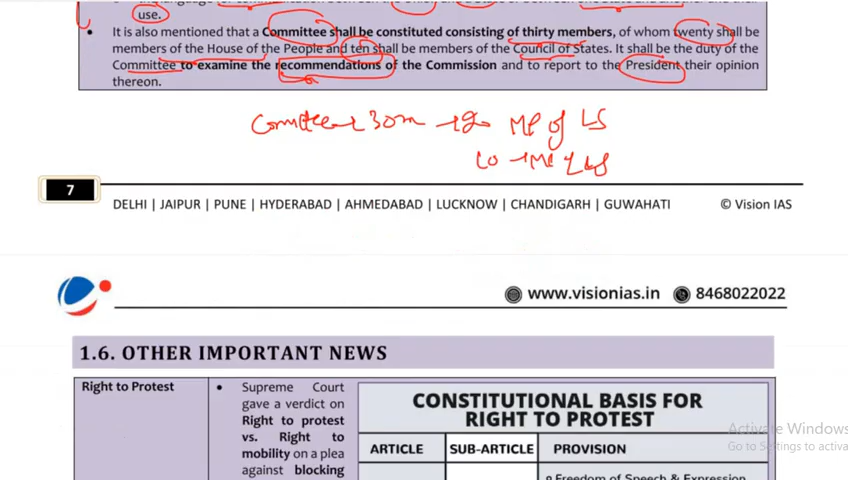 use.
• It is also mentioned that a Committee shall be constituted consisting of thirty members, of whom twenty shall be
members of the House of the People and ten shall be members of the Council of States. It shall be the duty of the
Committee to examine the recommendations of the Commission and to report to the President their opinion
thereon.
30m MP of LS
10 MP of
7
DELHI | JAIPUR | PUNE | HYDERABAD | AHMEDABAD | LUCKNOW | CHANDIGARH | GUWAHATI © Vision IAS
www.visionias.in 8468022022
1.6. OTHER IMPORTANT NEWS
Right to Protest
• Supreme Court
gave a verdict on
Right to protest
vs. Right to
mobility on a plea
against blocking
CONSTITUTIONAL BASIS FOR
RIGHT TO PROTEST
ARTICLE SUB-ARTICLE PROVISION
Freedom of Speech & Expression
Activate Windows
Go to Settings to activa